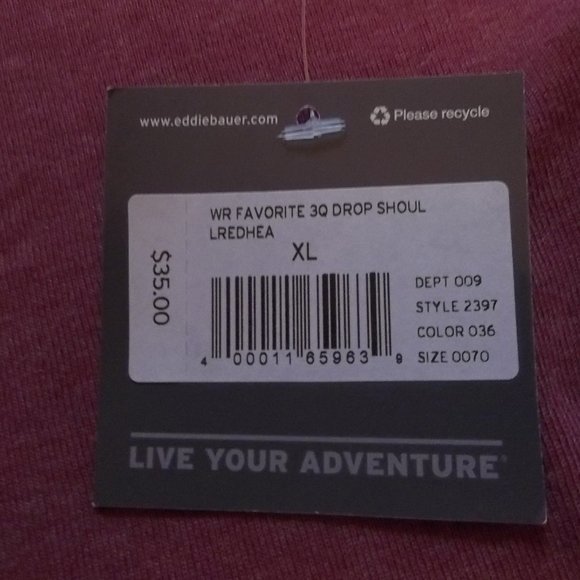 www.eddiebauer.com
Please recycle
WR FAVORITE 3Q DROP SHOUL
LREDHEA
XL
$35.00
DEPT 009
STYLE 2397
COLOR 036
SIZE 0070
4 00011 65963 9
LIVE YOUR ADVENTURE®